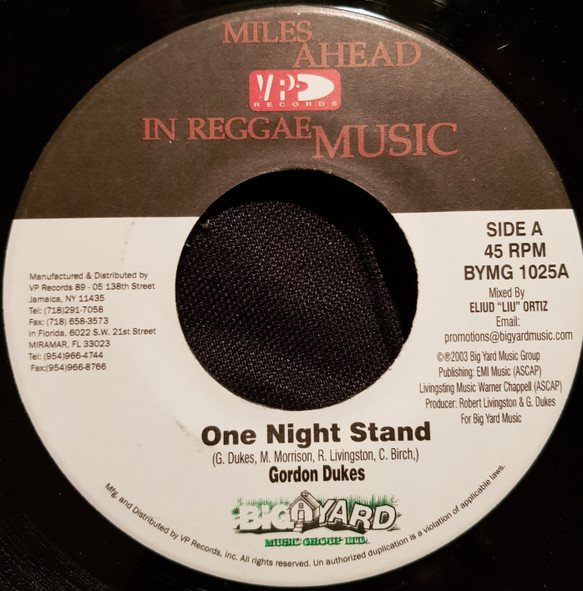 MILES AHEAD
VP
RECORDS
IN REGGAE MUSIC
SIDE A
45 RPM
BYMG 1025A
Mixed By
ELIUD "LIU" ORTIZ
Email:
promotions@bigyardmusic.com
©℗2003 Big Yard Music Group
Publishing: EMI Music (ASCAP)
Livingsting Music Warner Chappell (ASCAP)
Producer: Robert Livingston & G. Dukes
For Big Yard Music
Manufactured & Distributed by
VP Records 89 - 05 138th Street
Jamaica, NY 11435
Tel: (718)291-7058
Fax: (718) 658-3573
In Florida, 6022 S.W. 21st Street
MIRAMAR, FL 33023
Tel: (954)966-4744
Fax:(954)966-8766
One Night Stand
(G. Dukes, M. Morrison, R. Livingston, C. Birch,)
Gordon Dukes
BIG YARD
MUSIC GROUP LTD.
Mfg. and Distributed by VP Records, Inc. All rights reserved. Un authorized duplication is a violation of applicable laws.